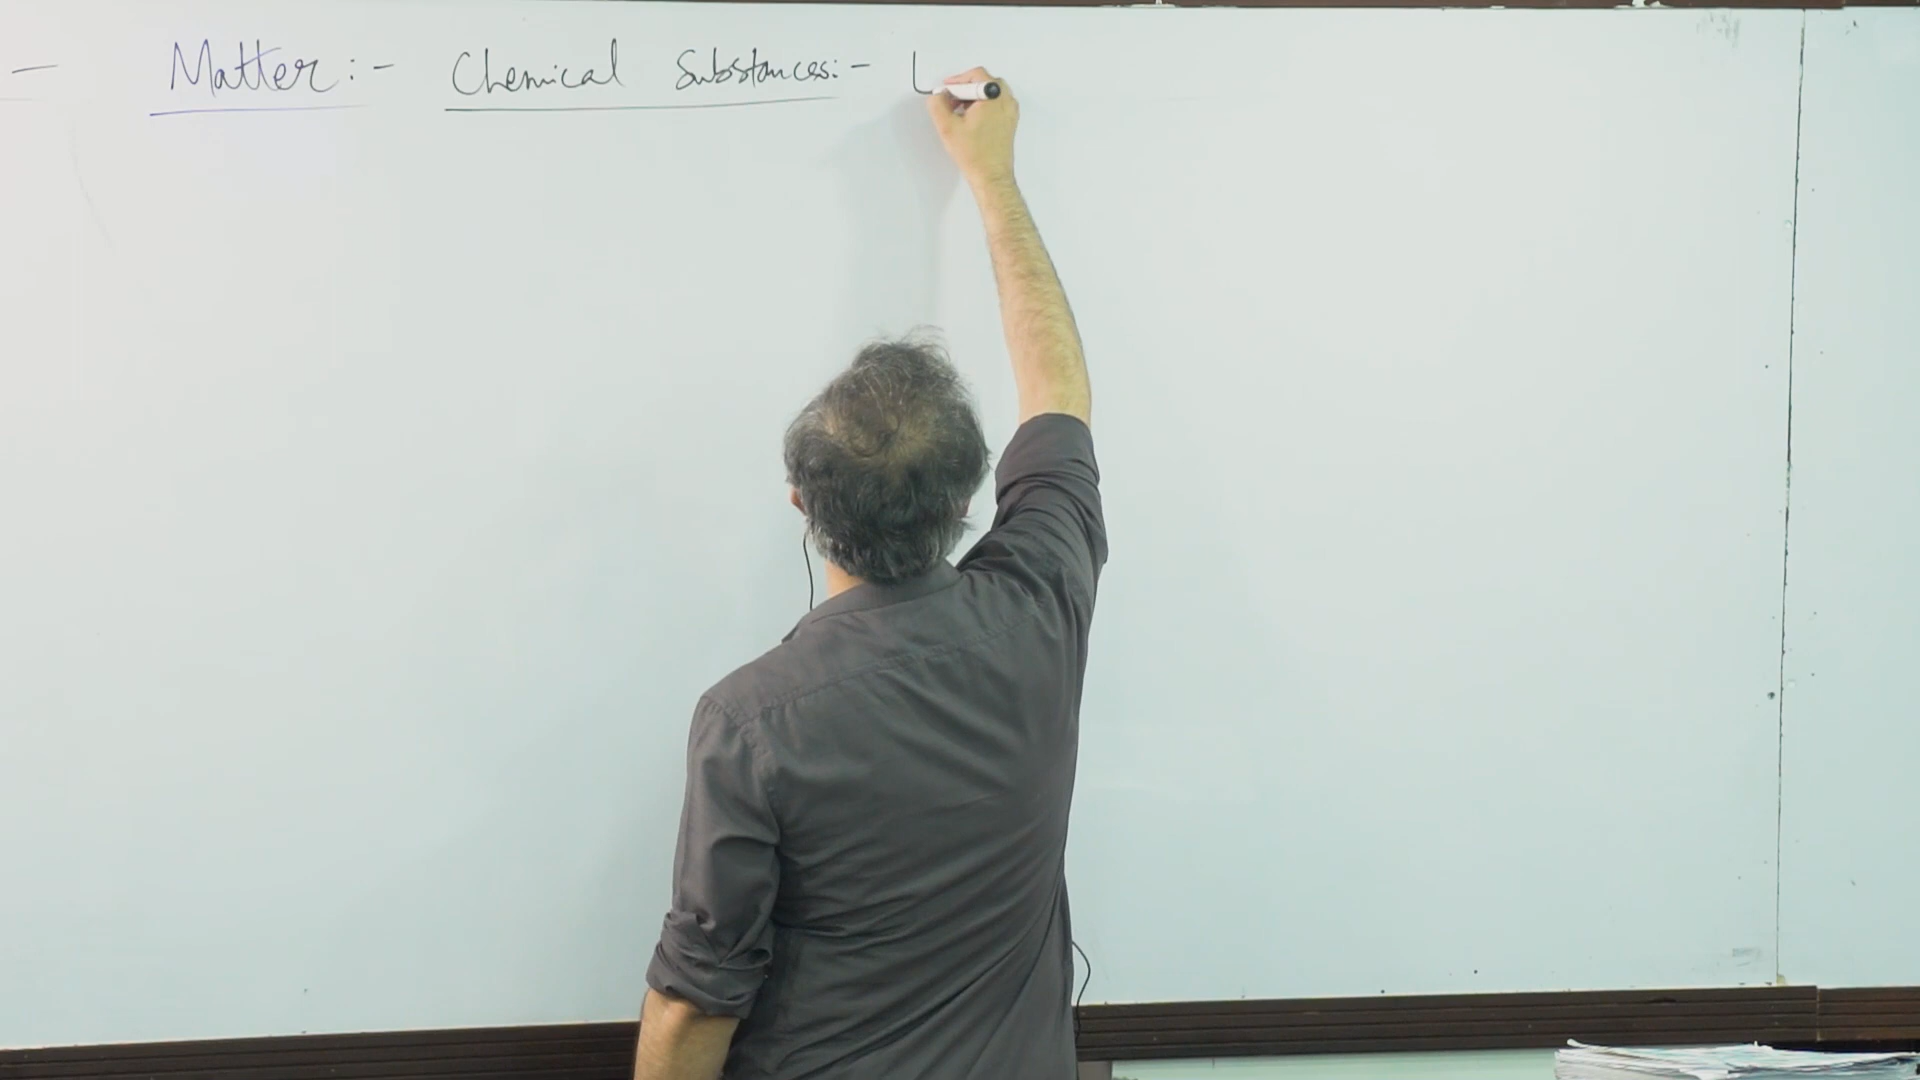 — Matter:- Chemical Substances:- L